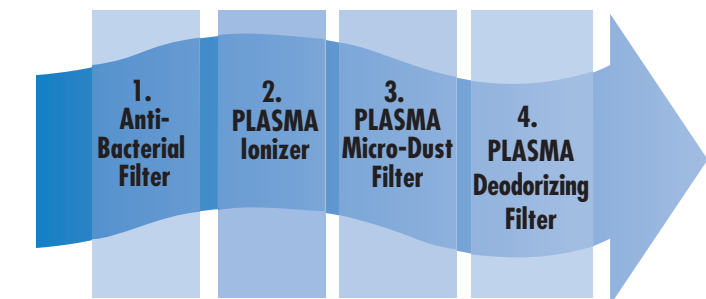 1.
Anti-
Bacterial
Filter
2.
PLASMA
Ionizer
3.
PLASMA
Micro-Dust
Filter
4.
PLASMA
Deodorizing
Filter